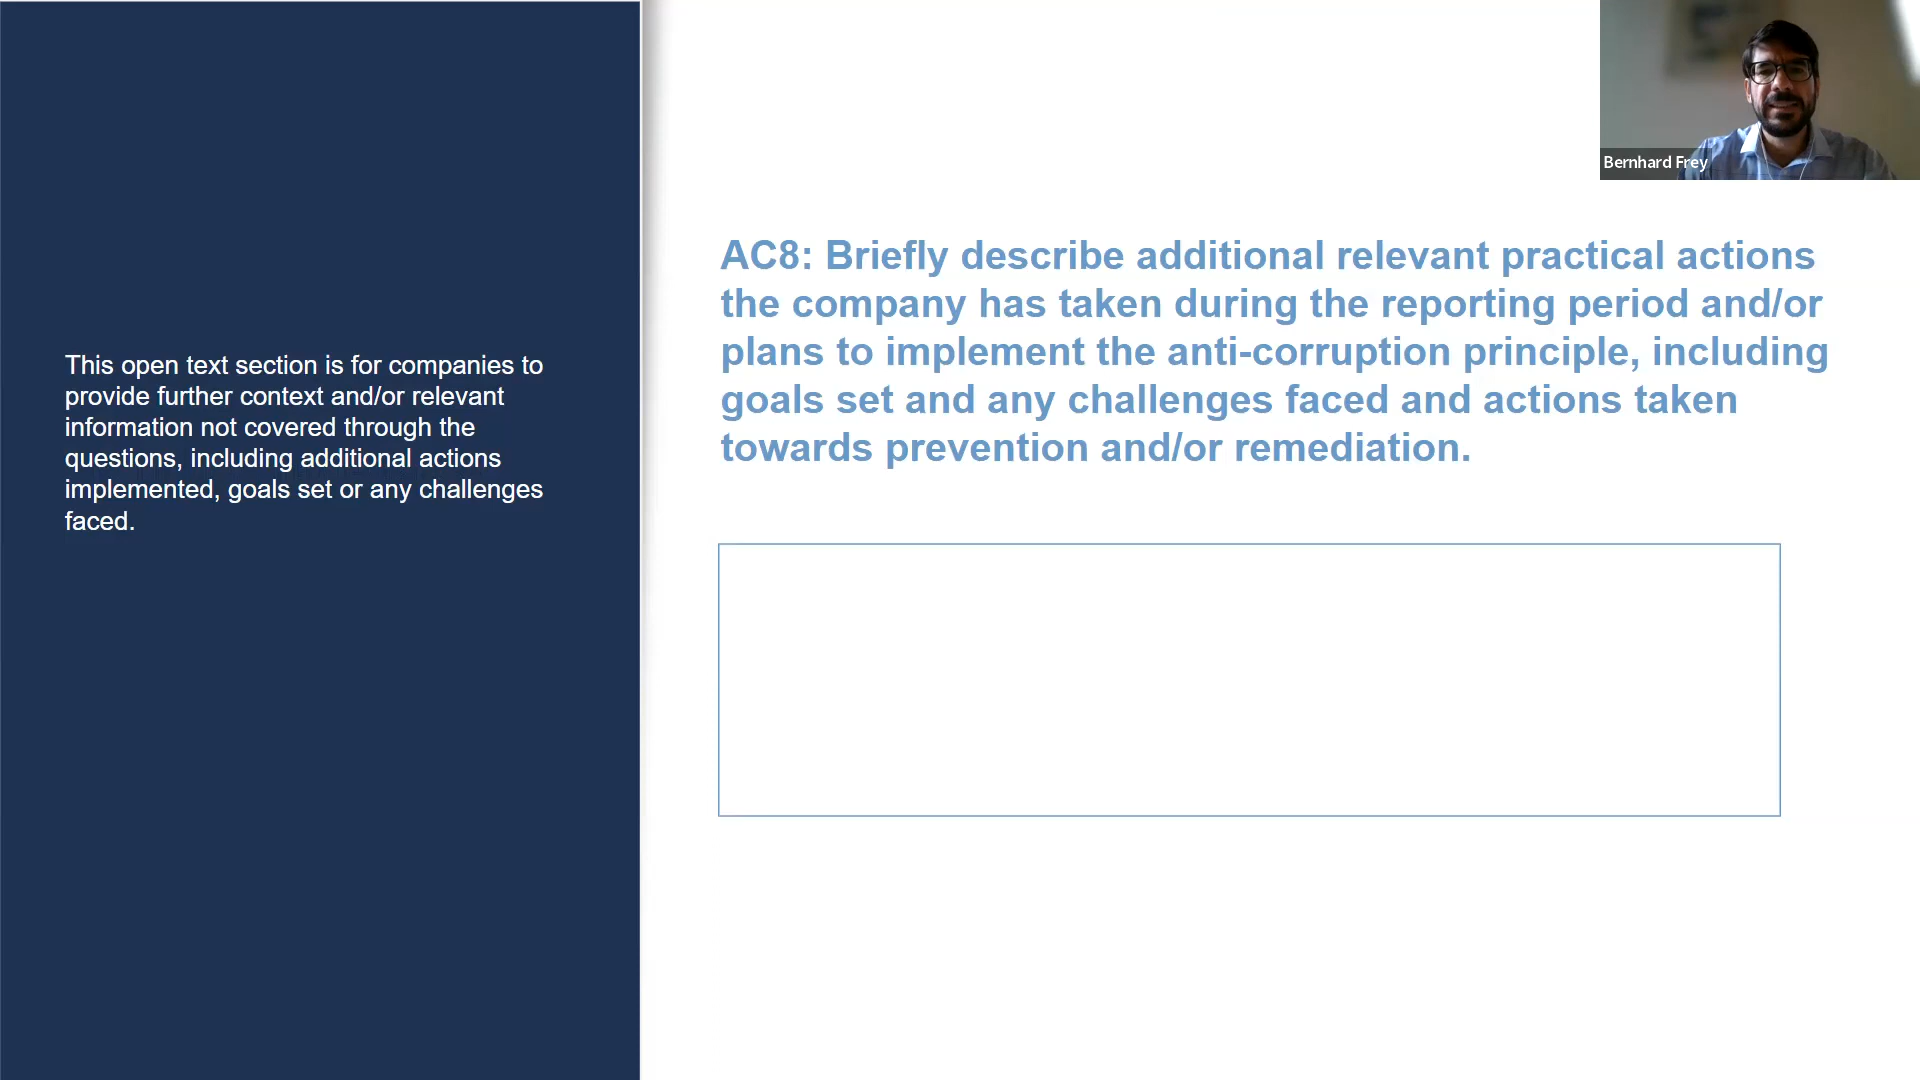 This open text section is for companies to
provide further context and/or relevant
information not covered through the
questions, including additional actions
implemented, goals set or any challenges
faced.
Bernhard Frey
AC8: Briefly describe additional relevant practical actions
the company has taken during the reporting period and/or
plans to implement the anti-corruption principle, including
goals set and any challenges faced and actions taken
towards prevention and/or remediation.